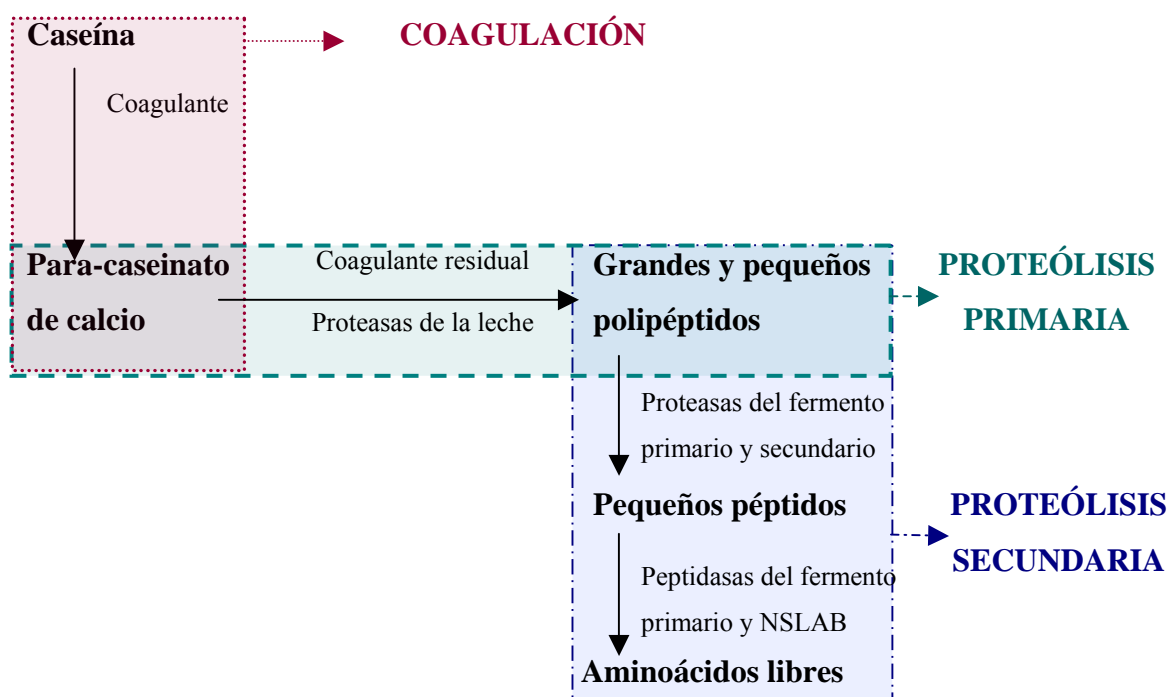 Caseína
COAGULACIÓN
Coagulante
Para-caseinato
de calcio
Coagulante residual
Proteasas de la leche
Grandes y pequeños
polipéptidos
PROTEÓLISIS
PRIMARIA
Proteasas del fermento
primario y secundario
Pequeños péptidos
PROTEÓLISIS
SECUNDARIA
Peptidasas del fermento
primario y NSLAB
Aminoácidos libres